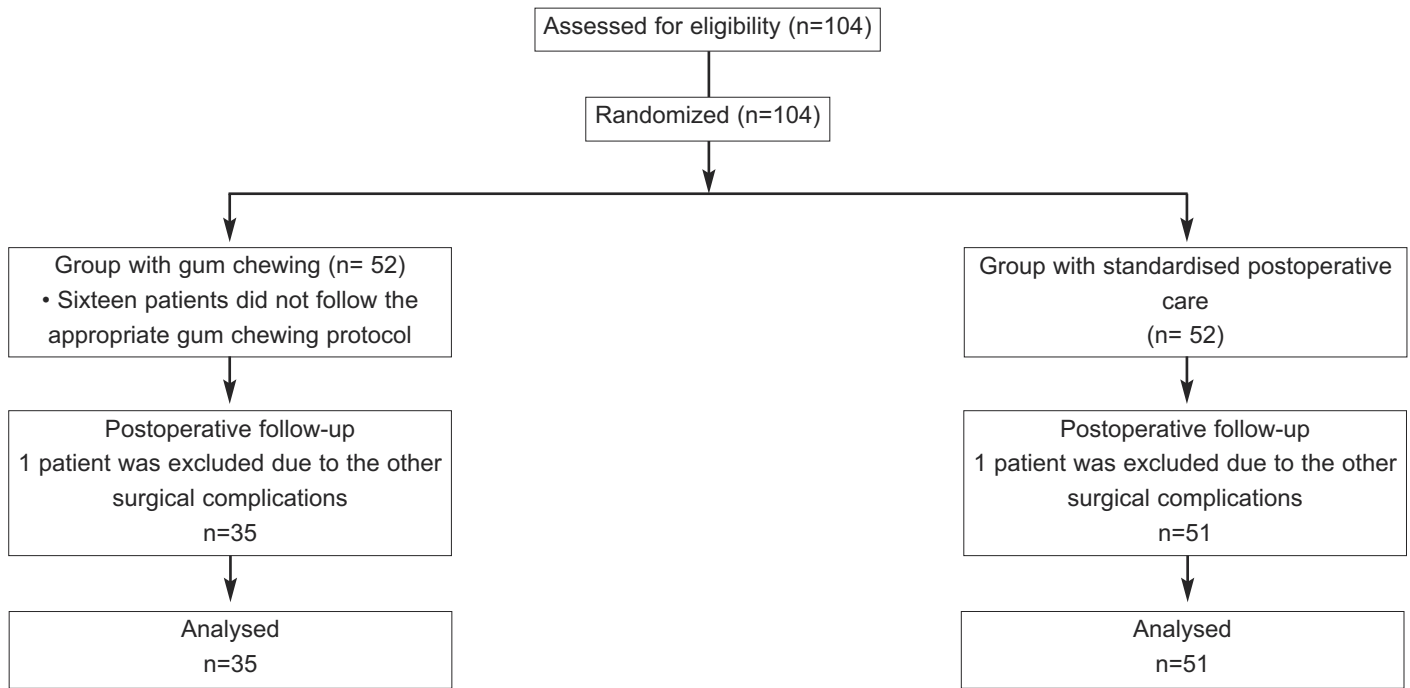 Assessed for eligibility (n=104)
Randomized (n=104)
Group with gum chewing (n= 52)
• Sixteen patients did not follow the
appropriate gum chewing protocol
Group with standardised postoperative
care
(n= 52)
Postoperative follow-up
1 patient was excluded due to the other
surgical complications
n=35
Postoperative follow-up
1 patient was excluded due to the other
surgical complications
n=51
Analysed
n=35
Analysed
n=51